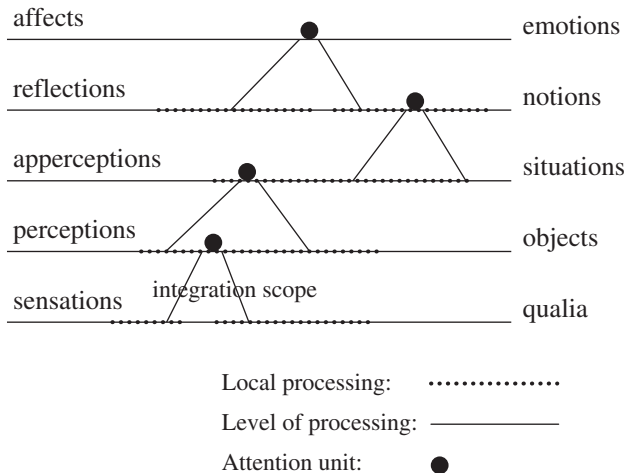 affects emotions
reflections notions
apperceptions situations
perceptions objects
integration scope
sensations qualia
Local processing:
Level of processing:
Attention unit: